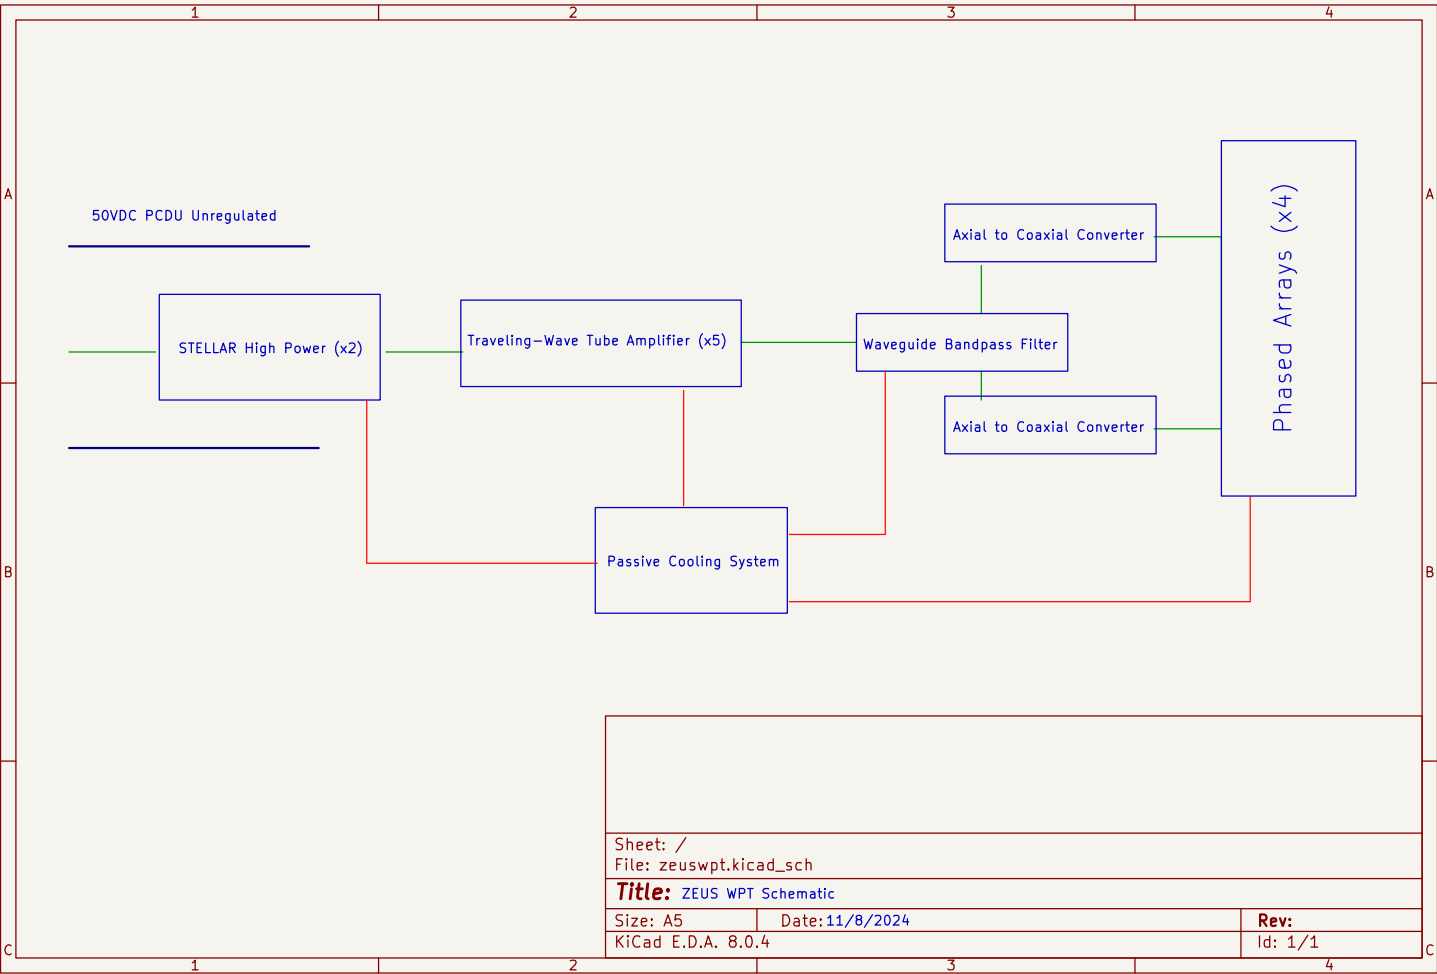 1 2 3 4
A A
50VDC PCDU Unregulated
Axial to Coaxial Converter
Phased Arrays (x4)
STELLAR High Power (x2)
Traveling-Wave Tube Amplifier (x5)
Waveguide Bandpass Filter
Axial to Coaxial Converter
Passive Cooling System
B B
Sheet: /
File: zeuswpt.kicad_sch
Title: ZEUS WPT Schematic
Size: A5 Date: 11/8/2024 Rev:
KiCad E.D.A. 8.0.4 Id: 1/1
C C
1 2 3 4